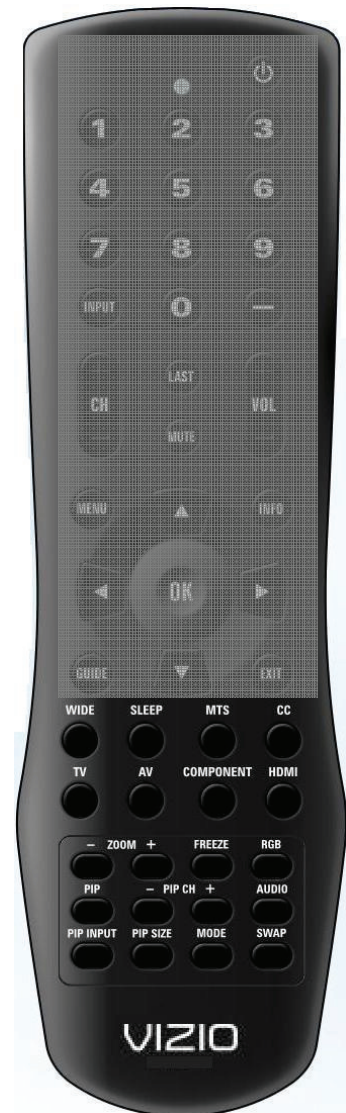 1 2 3
4 5 6
7 8 9
INPUT 0 —
LAST
CH VOL
MUTE
MENU INFO
OK
GUIDE EXIT
WIDE SLEEP MTS CC
TV AV COMPONENT HDMI
− ZOOM + FREEZE RGB
PIP − PIP CH + AUDIO
PIP INPUT PIP SIZE MODE SWAP
VIZIO